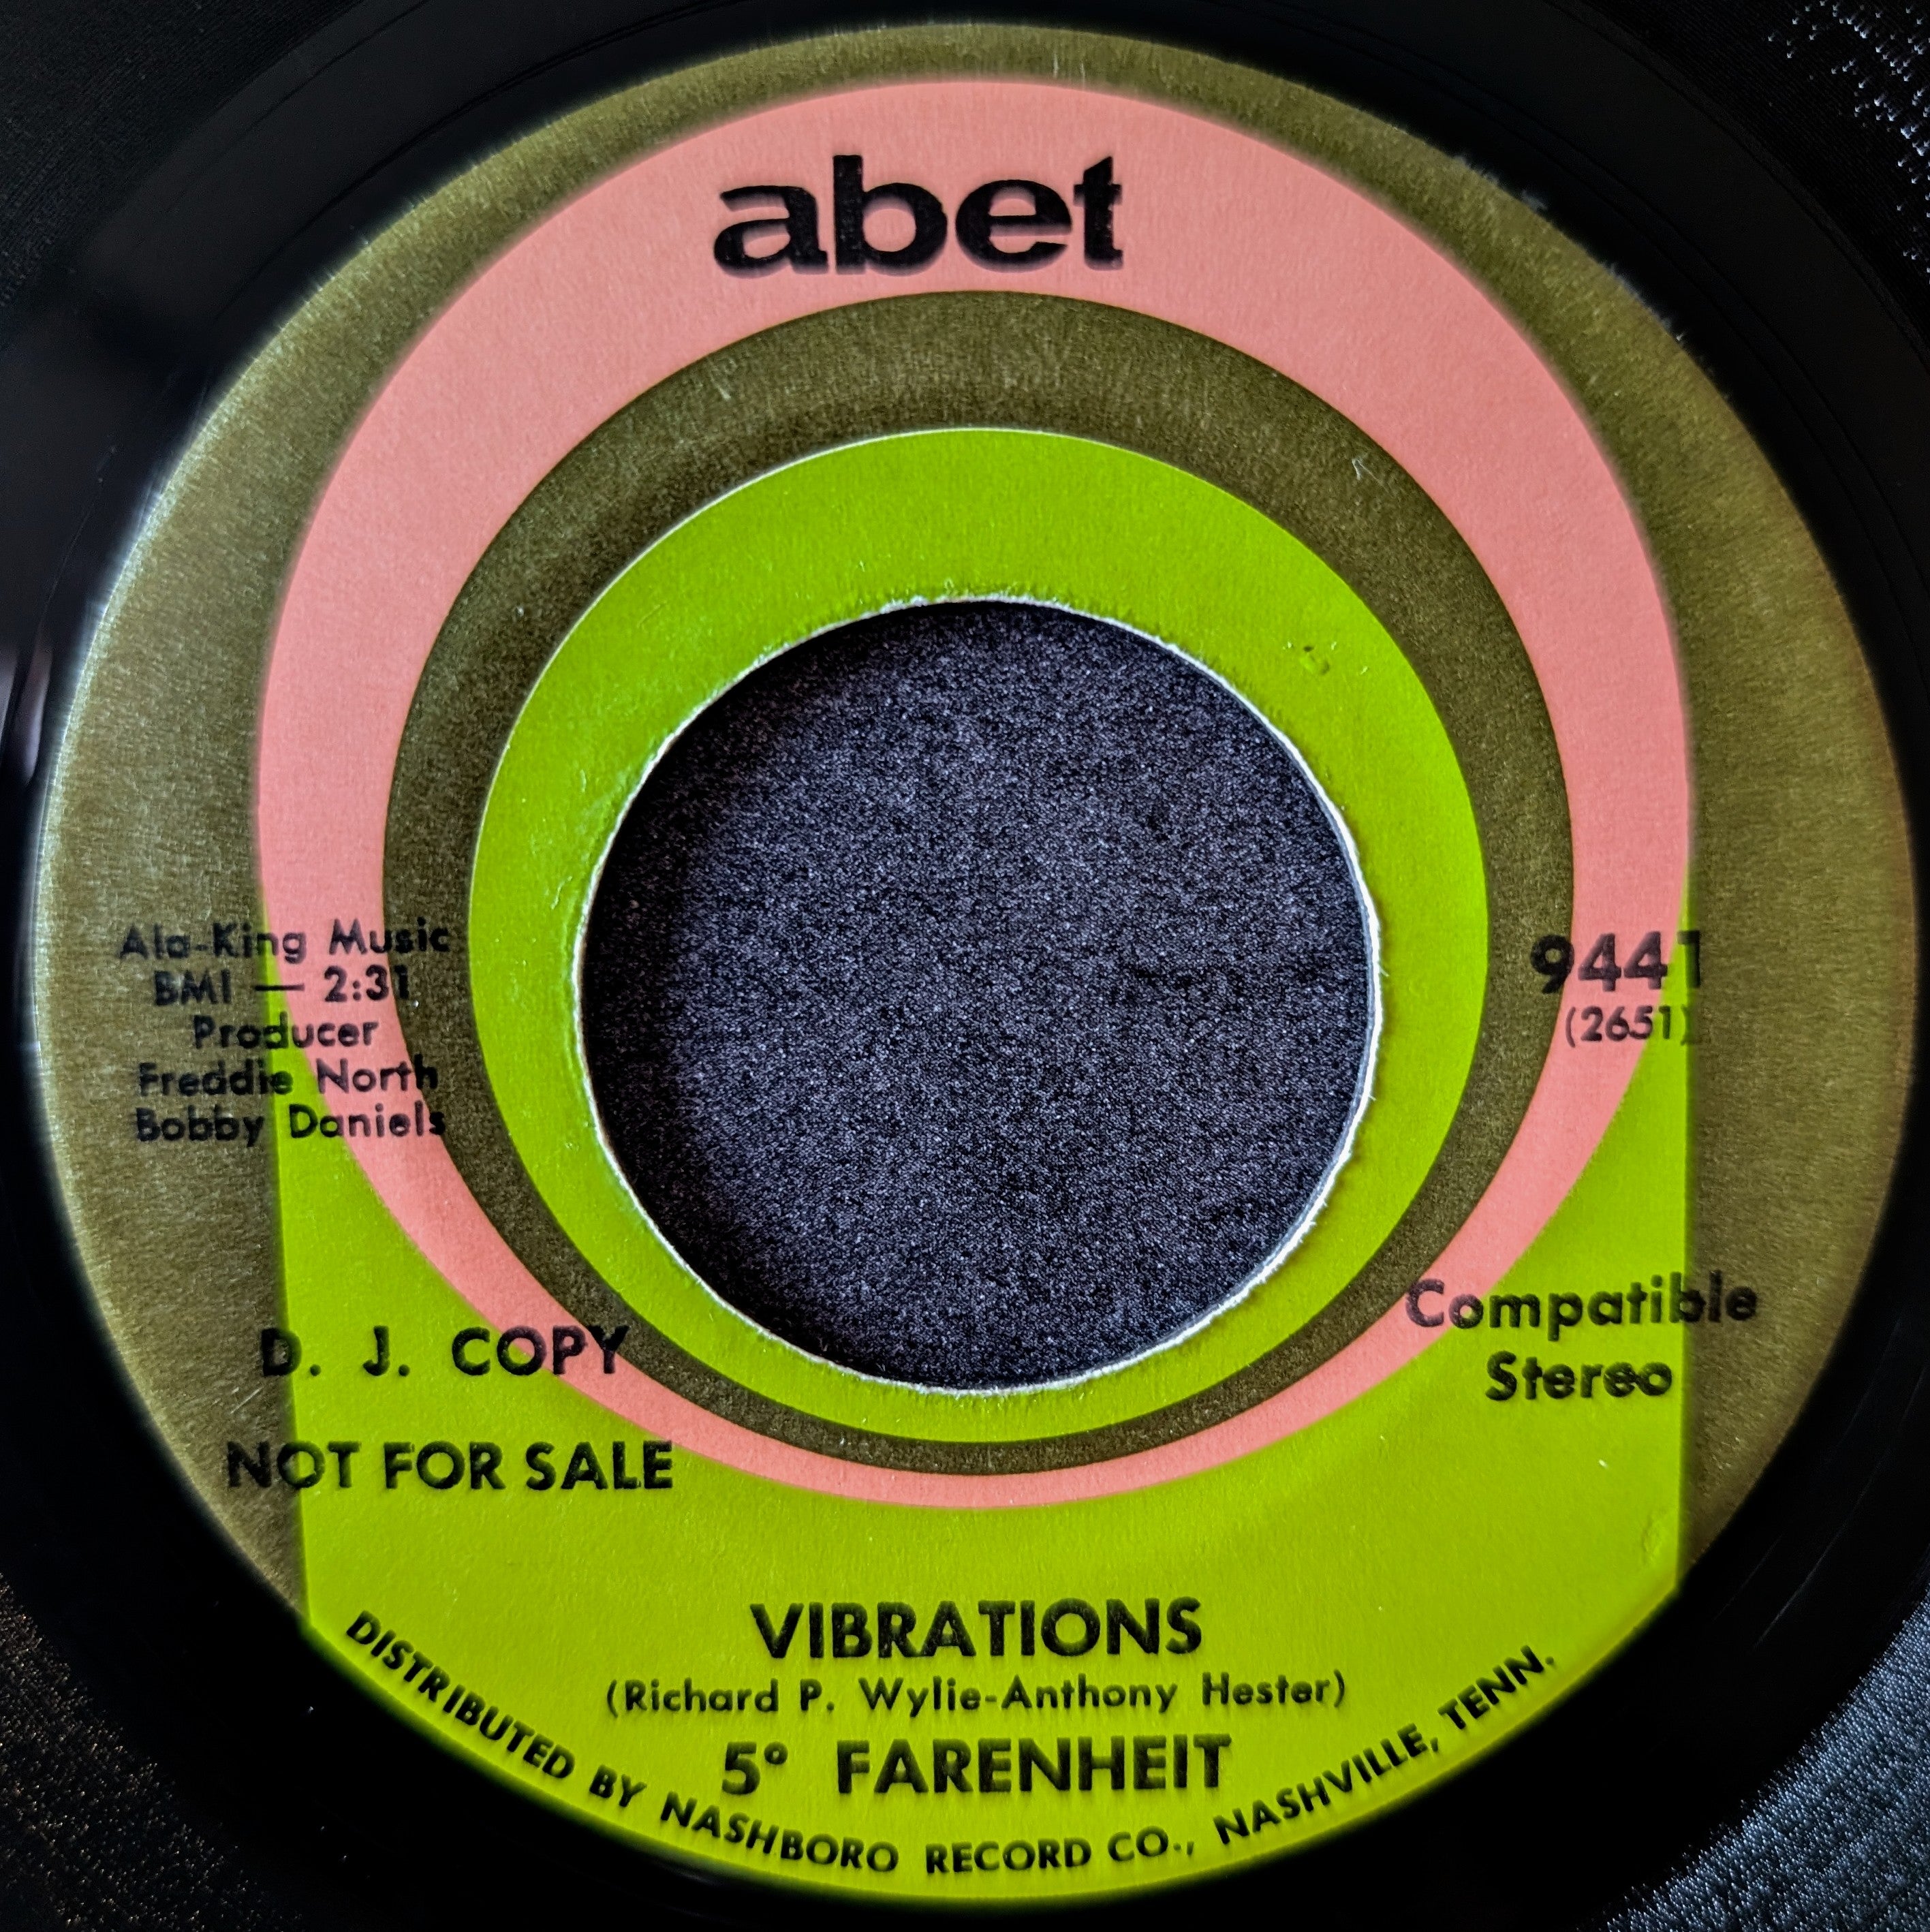 abet
Ala-King Music
BMI — 2:31
Producer
Freddie North
Bobby Daniels
9441
(2651)
D. J. COPY
NOT FOR SALE
Compatible
Stereo
VIBRATIONS
(Richard P. Wylie-Anthony Hester)
5° FARENHEIT
DISTRIBUTED BY NASHBORO RECORD CO., NASHVILLE, TENN.